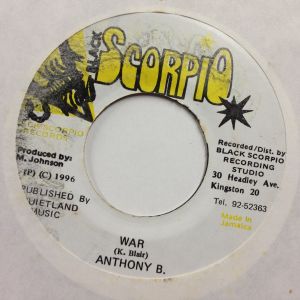 BLACK
SCORPIO
SCORPIO
RECORDS
Produced by:
M. Johnson
(P) (C) 1996
PUBLISHED BY
QUIETLAND
MUSIC
Recorded/Dist. by
BLACK SCORPIO
RECORDING
STUDIO
30 Headley Ave.
Kingston 20
Tel. 92-52363
Made in
Jamaica
WAR
(K. Blair)
ANTHONY B.